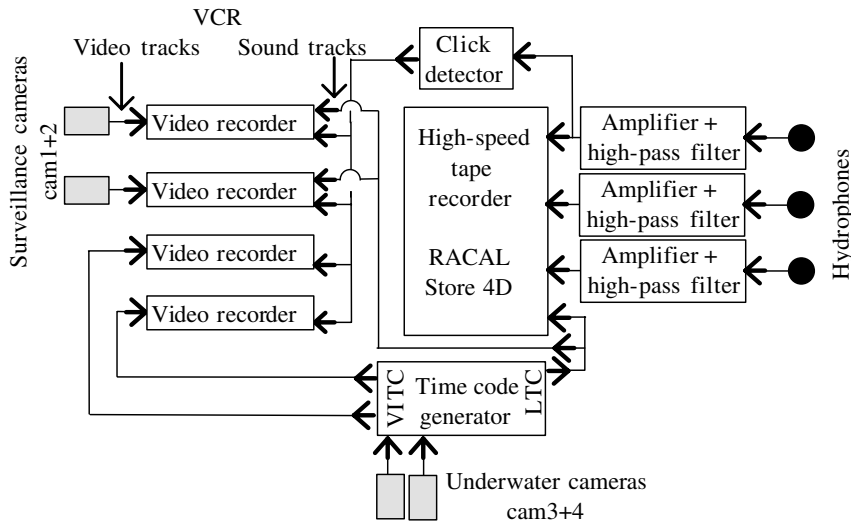 VCR
Video tracks
Sound tracks
Click
detector
Surveillance cameras
cam1+2
Video recorder
Video recorder
Video recorder
Video recorder
High-speed
tape
recorder
RACAL
Store 4D
Amplifier +
high-pass filter
Amplifier +
high-pass filter
Amplifier +
high-pass filter
Hydrophones
VITC
Time code
generator
LTC
Underwater cameras
cam3+4